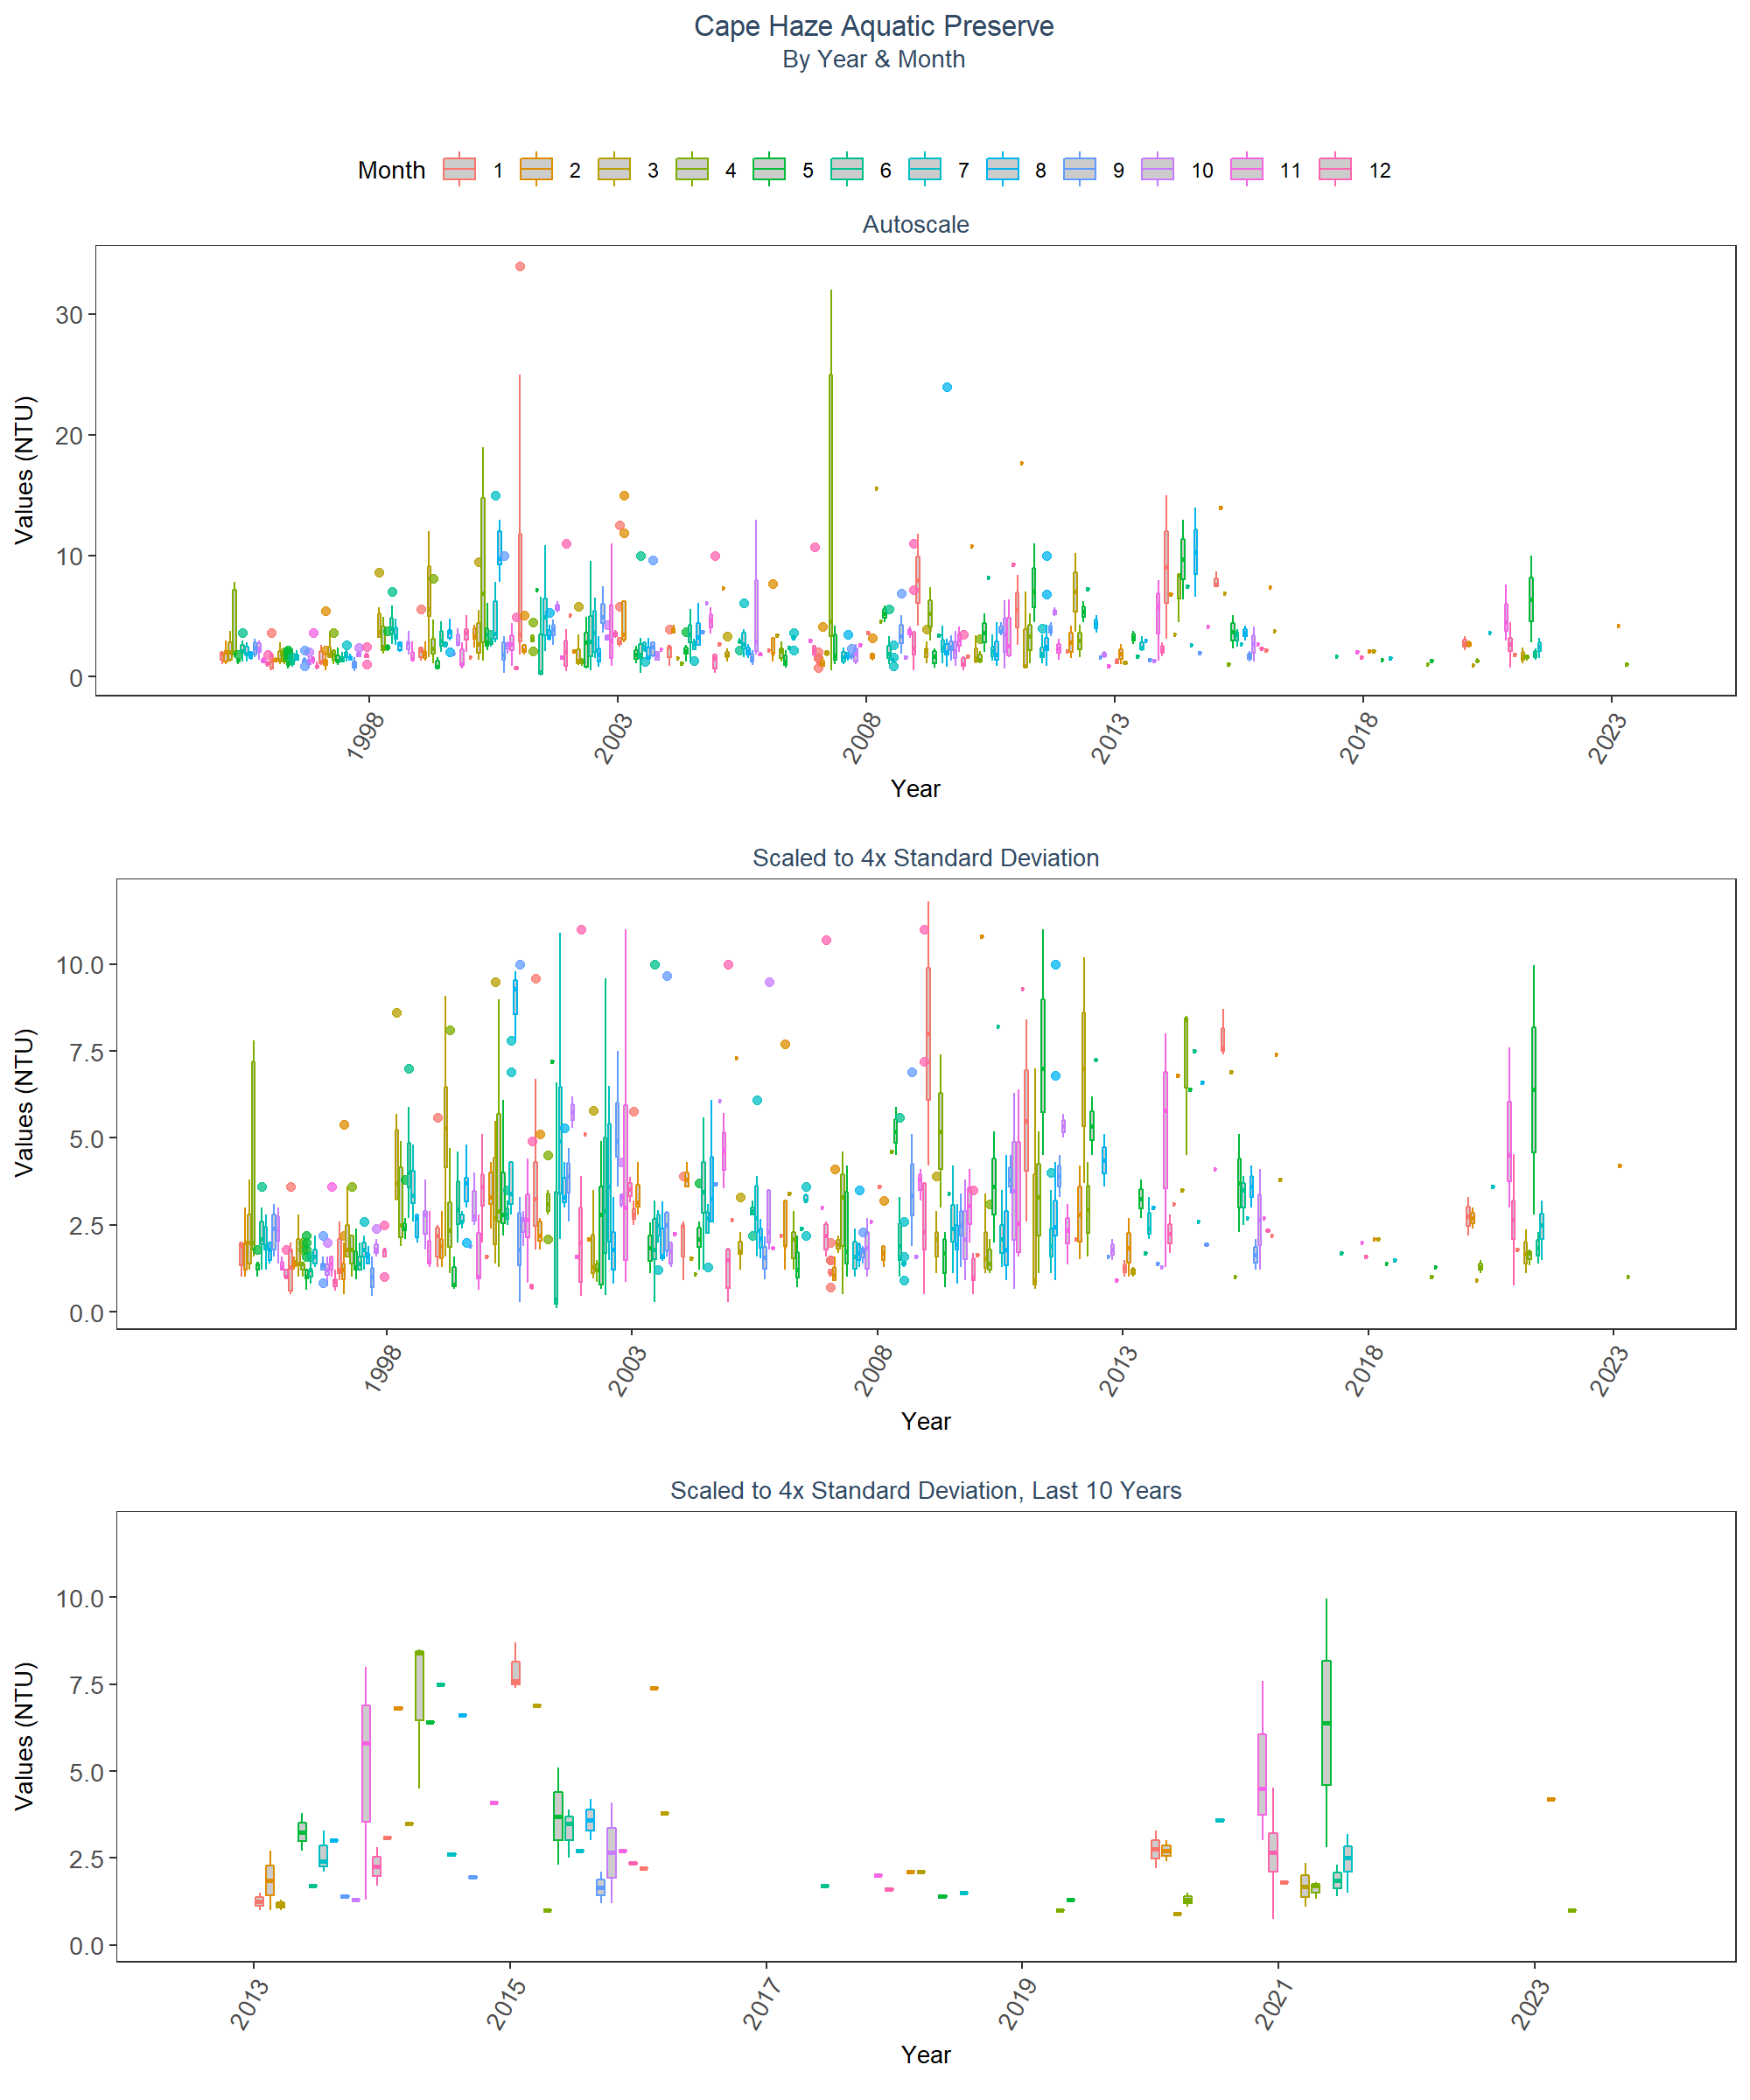 Cape Haze Aquatic Preserve
By Year & Month
Month 1 2 3 4 5 6 7 8 9 10 11 12
Autoscale
Values (NTU)
30
20
10
0
1998 2003 2008 2013 2018 2023
Year
Scaled to 4x Standard Deviation
Values (NTU)
10.0
7.5
5.0
2.5
0.0
1998 2003 2008 2013 2018 2023
Year
Scaled to 4x Standard Deviation, Last 10 Years
Values (NTU)
10.0
7.5
5.0
2.5
0.0
2013 2015 2017 2019 2021 2023
Year